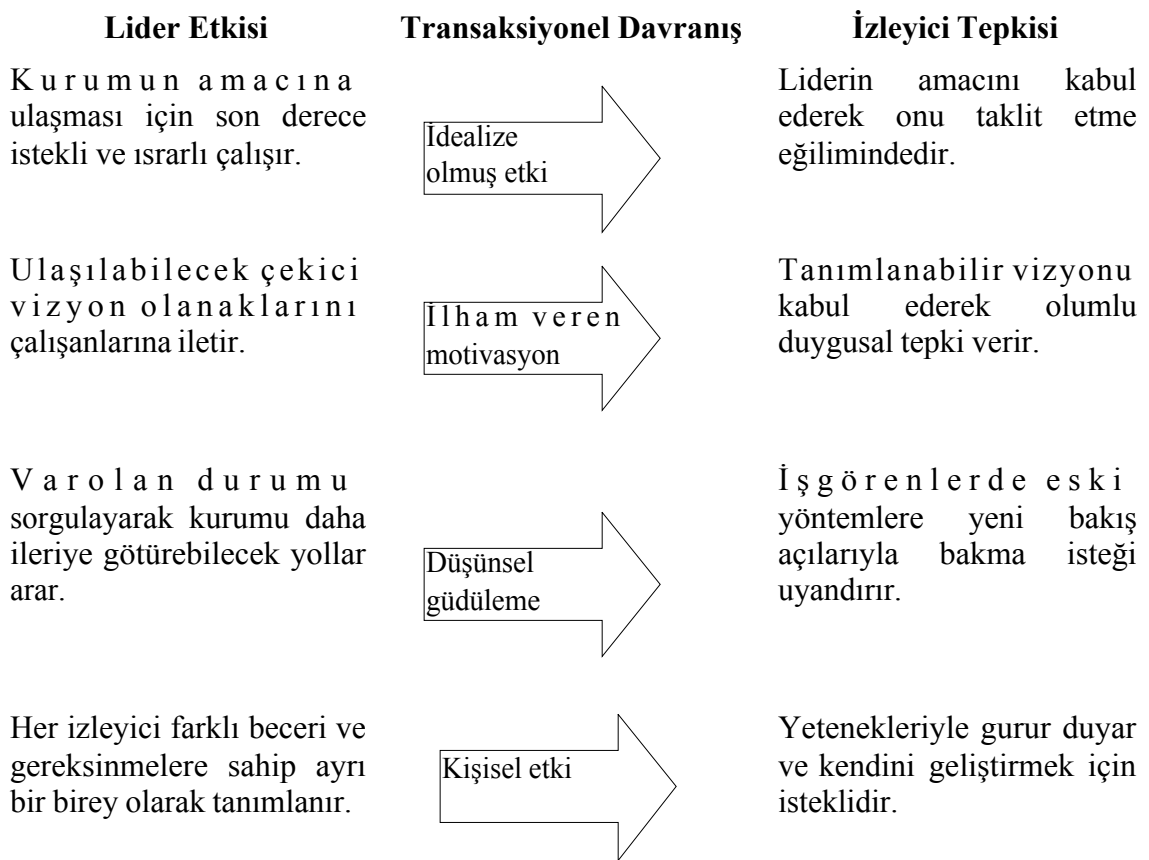 Lider Etkisi Transaksiyonel Davranış İzleyici Tepkisi
Kurumun amacına
ulaşması için son derece
istekli ve ısrarlı çalışır.
İdealize
olmuş etki
Liderin amacını kabul
ederek onu taklit etme
eğilimindedir.
Ulaşılabilecek çekici
vizyon olanaklarını
çalışanlarına iletir.
İlham veren
motivasyon
Tanımlanabilir vizyonu
kabul ederek olumlu
duygusal tepki verir.
Varolan durumu
sorgulayarak kurumu daha
ileriye götürebilecek yollar
arar.
Düşünsel
güdüleme
İşgörenlerde eski
yöntemlere yeni bakış
açılarıyla bakma isteği
uyandırır.
Her izleyici farklı beceri ve
gereksinmelere sahip ayrı
bir birey olarak tanımlanır.
Kişisel etki
Yetenekleriyle gurur duyar
ve kendini geliştirmek için
isteklidir.